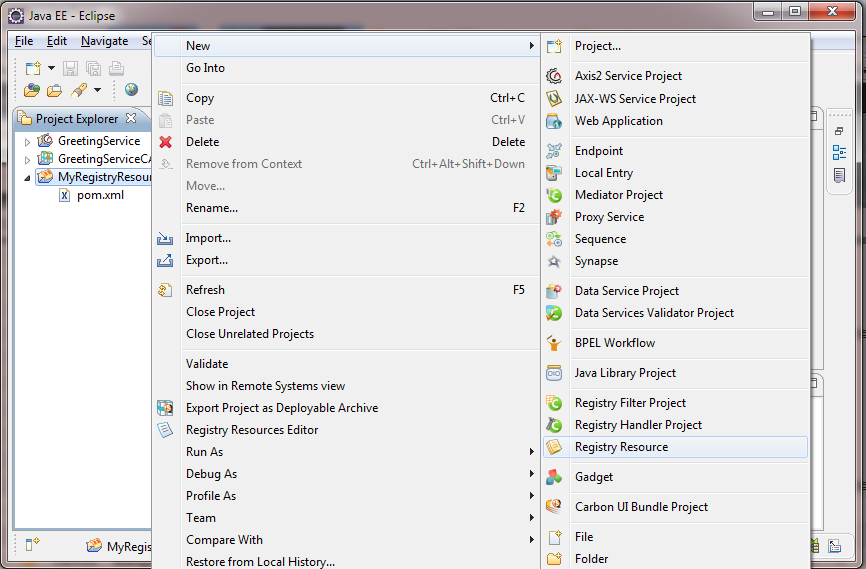 Java EE - Eclipse
File Edit Navigate Se
Project Explorer
GreetingService
GreetingServiceCA
MyRegistryResour
pom.xml
MyRegis
New
Go Into
Copy Ctrl+C
Paste Ctrl+V
Delete Delete
Remove from Context Ctrl+Alt+Shift+Down
Move...
Rename... F2
Import...
Export...
Refresh F5
Close Project
Close Unrelated Projects
Validate
Show in Remote Systems view
Export Project as Deployable Archive
Registry Resources Editor
Run As
Debug As
Profile As
Team
Compare With
Restore from Local History...
Project...
Axis2 Service Project
JAX-WS Service Project
Web Application
Endpoint
Local Entry
Mediator Project
Proxy Service
Sequence
Synapse
Data Service Project
Data Services Validator Project
BPEL Workflow
Java Library Project
Registry Filter Project
Registry Handler Project
Registry Resource
Gadget
Carbon UI Bundle Project
File
Folder